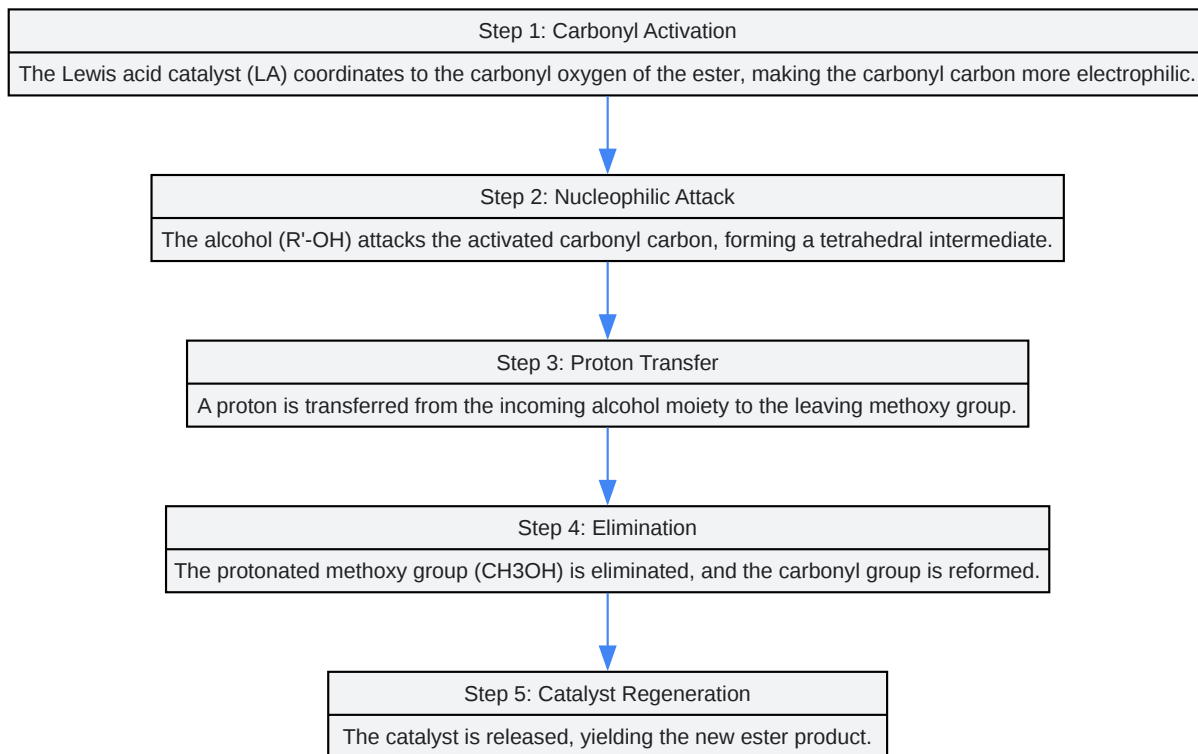 Step 1: Carbonyl Activation
The Lewis acid catalyst (LA) coordinates to the carbonyl oxygen of the ester, making the carbonyl carbon more electrophilic.
Step 2: Nucleophilic Attack
The alcohol (R'-OH) attacks the activated carbonyl carbon, forming a tetrahedral intermediate.
Step 3: Proton Transfer
A proton is transferred from the incoming alcohol moiety to the leaving methoxy group.
Step 4: Elimination
The protonated methoxy group (CH3OH) is eliminated, and the carbonyl group is reformed.
Step 5: Catalyst Regeneration
The catalyst is released, yielding the new ester product.